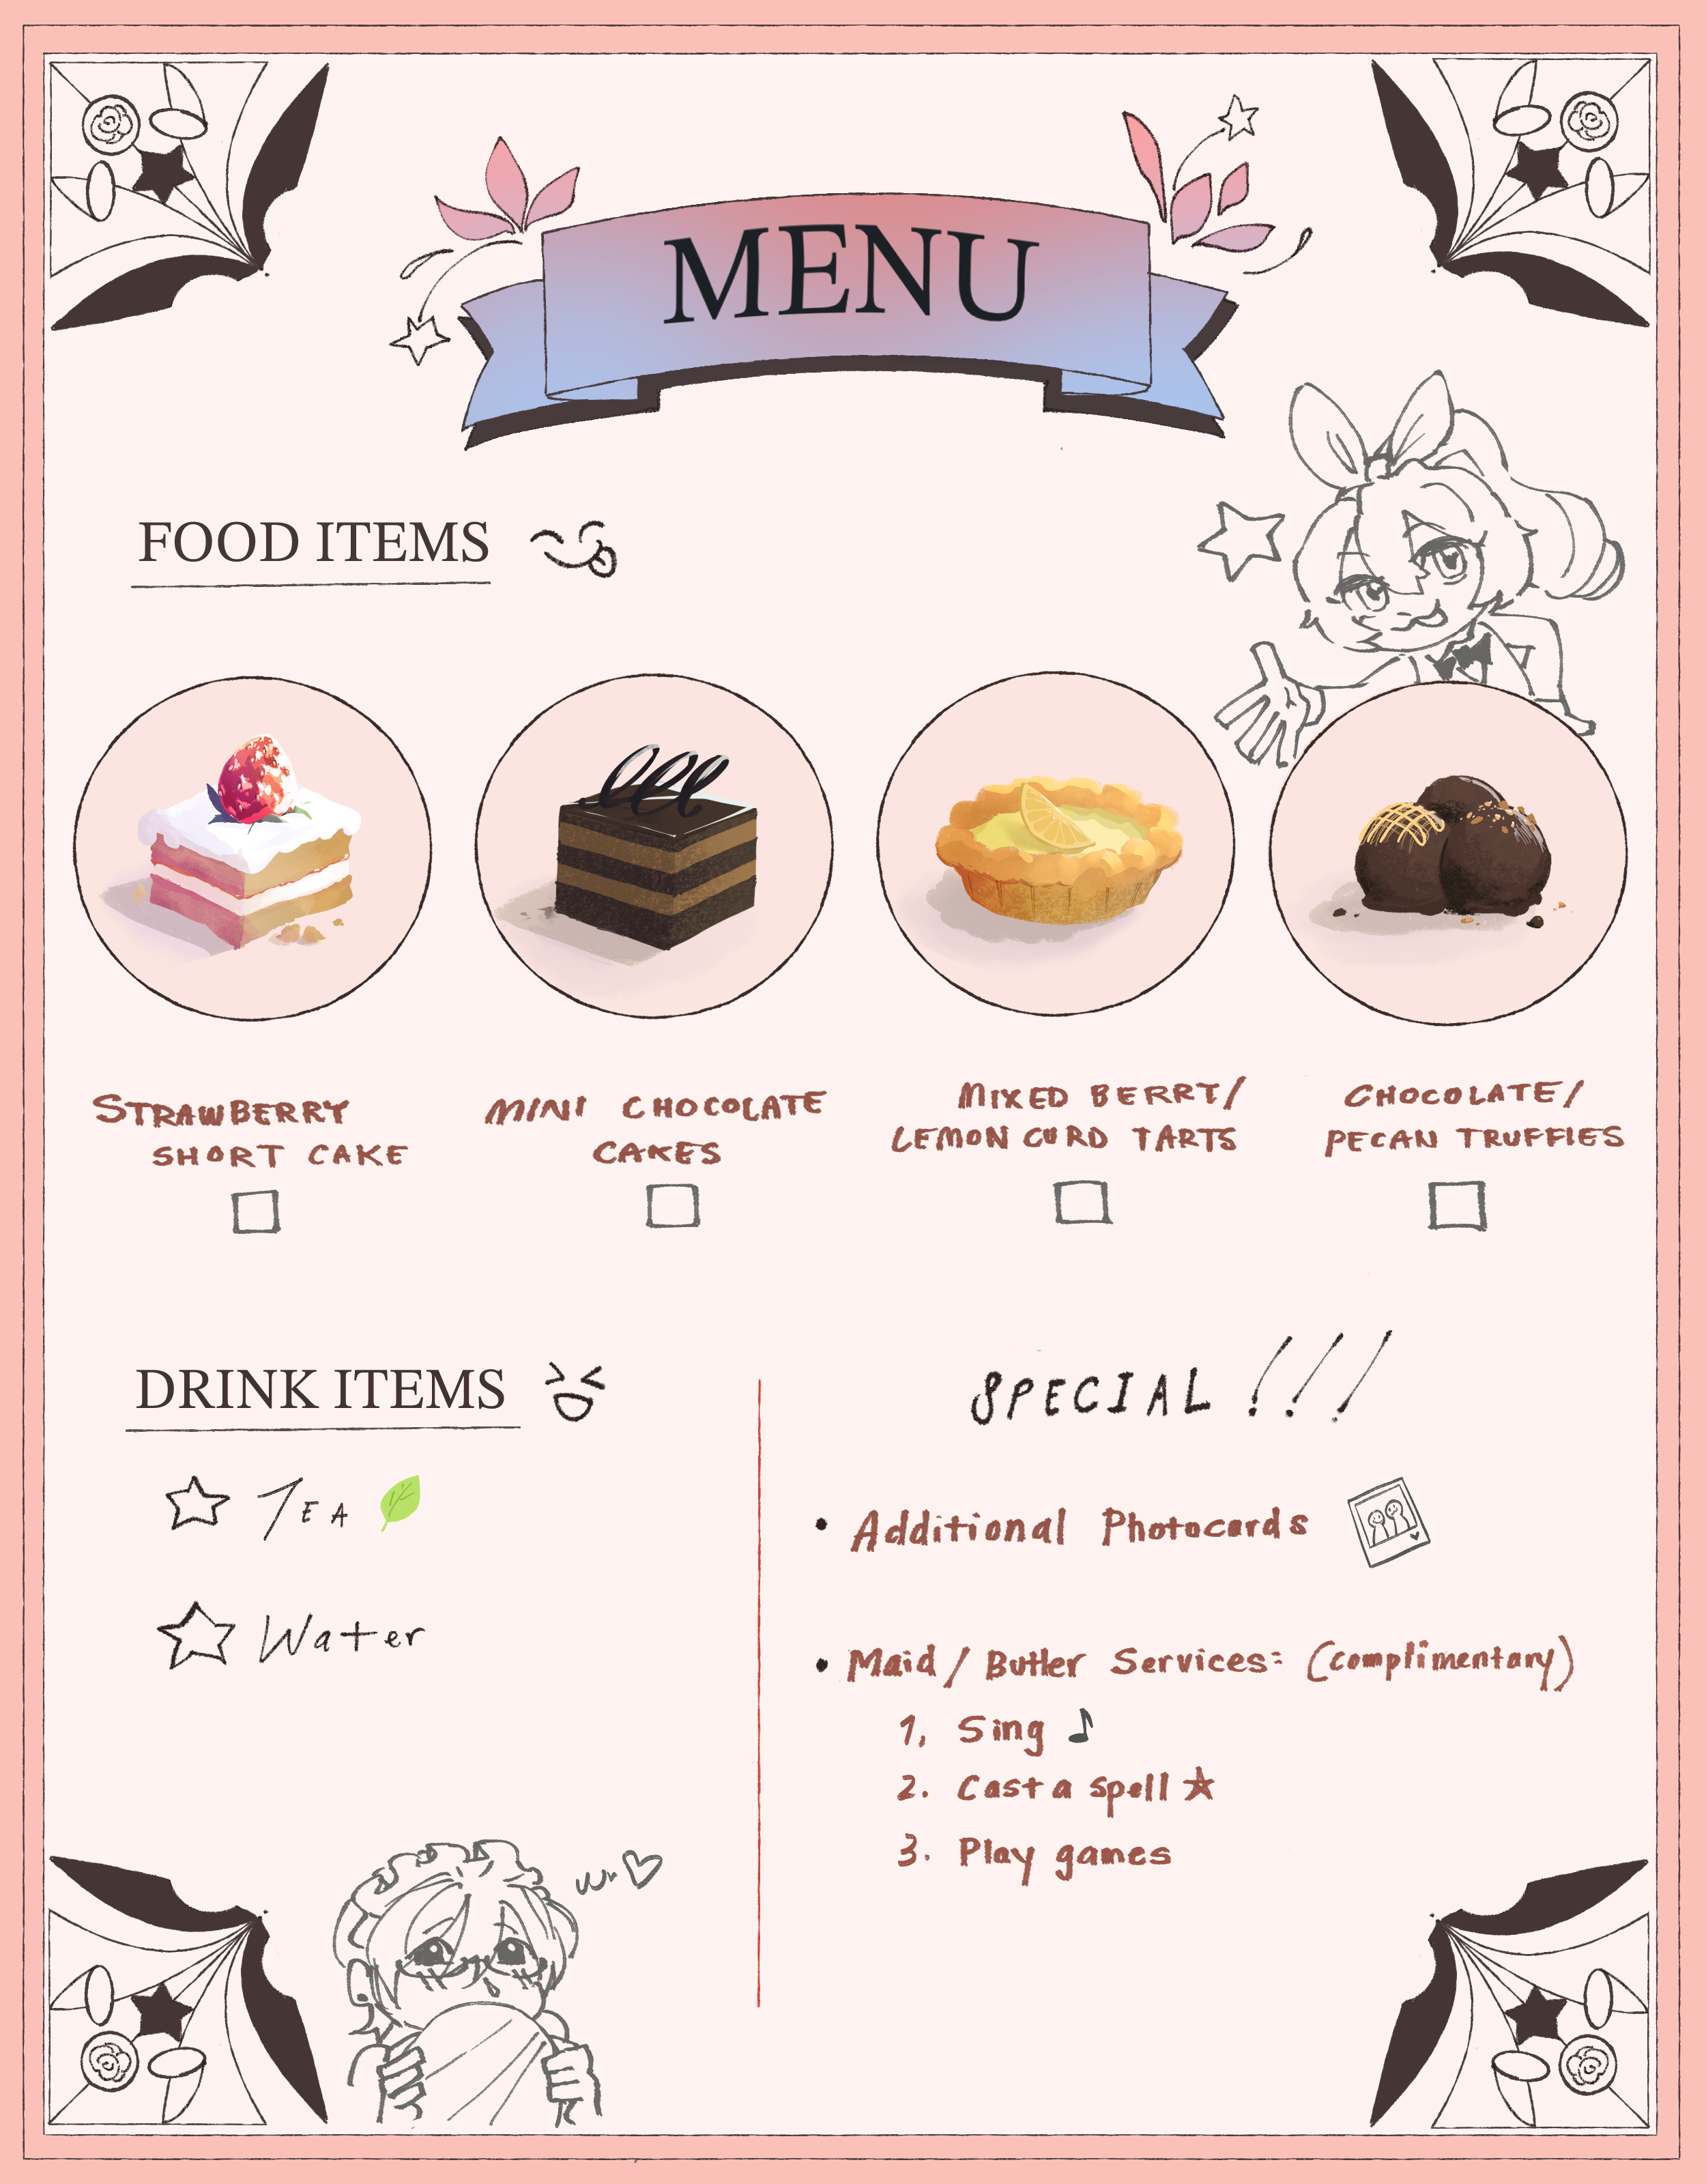 MENU
FOOD ITEMS
STRAWBERRY
SHORT CAKE
MINI CHOCOLATE
CAKES
MIXED BERRY/
LEMON CURD TARTS
CHOCOLATE/
PECAN TRUFFLES
DRINK ITEMS
TEA
Water
SPECIAL !!!
• Additional Photocards
• Maid / Butler Services: (complimentary)
1, Sing ♪
2. Cast a spell ☆
3. Play games